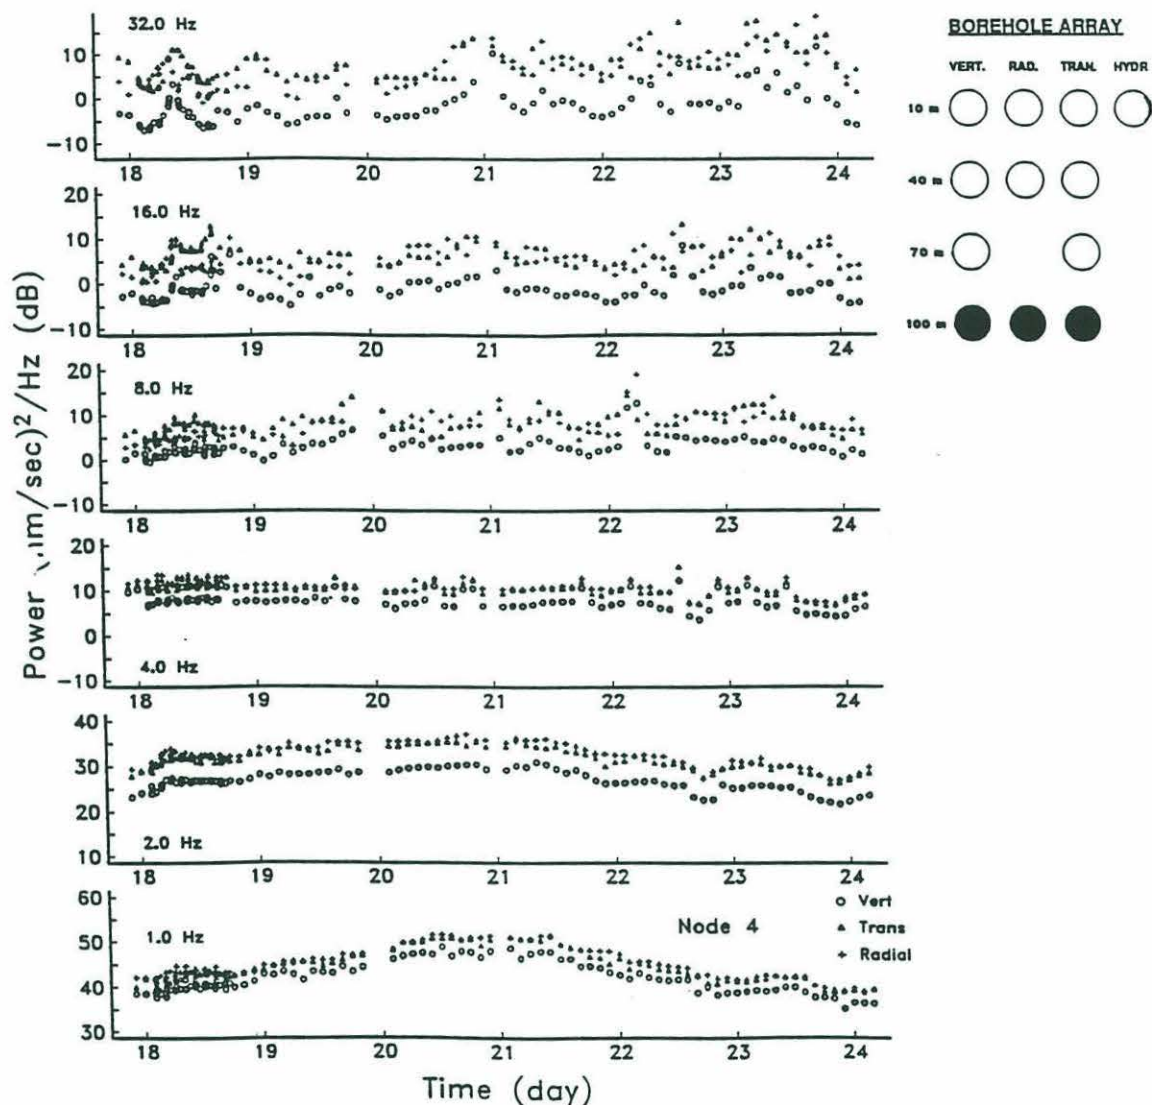 32.0 Hz
10
0
−10
18 19 20 21 22 23 24
20
16.0 Hz
10
0
−10
18 19 20 21 22 23 24
20
8.0 Hz
10
0
−10
18 19 20 21 22 23 24
20
10
0
4.0 Hz
−10
18 19 20 21 22 23 24
40
30
20
2.0 Hz
10
18 19 20 21 22 23 24
60
1.0 Hz
50
40
30
18 19 20 21 22 23 24
Node 4
Vert
Trans
Radial
Time (day)
Power m/sec)²/Hz (dB)
BOREHOLE ARRAY
VERT. RAD. TRAN. HYDR
10 m
40 m
70 m
100 m